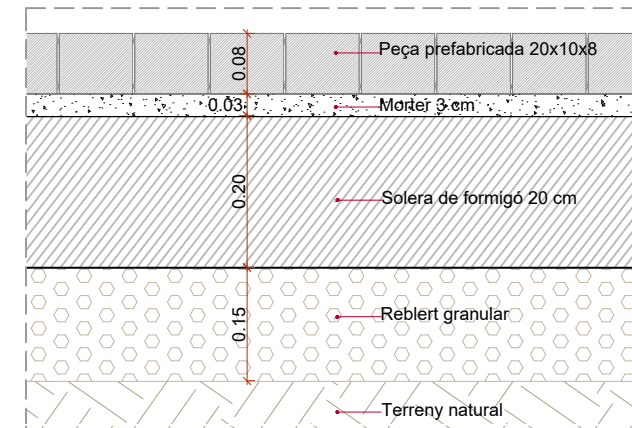 0.08
Peça prefabricada 20x10x8
0.03
Morter 3 cm
0.20
Solera de formigó 20 cm
0.15
Reblert granular
Terreny natural